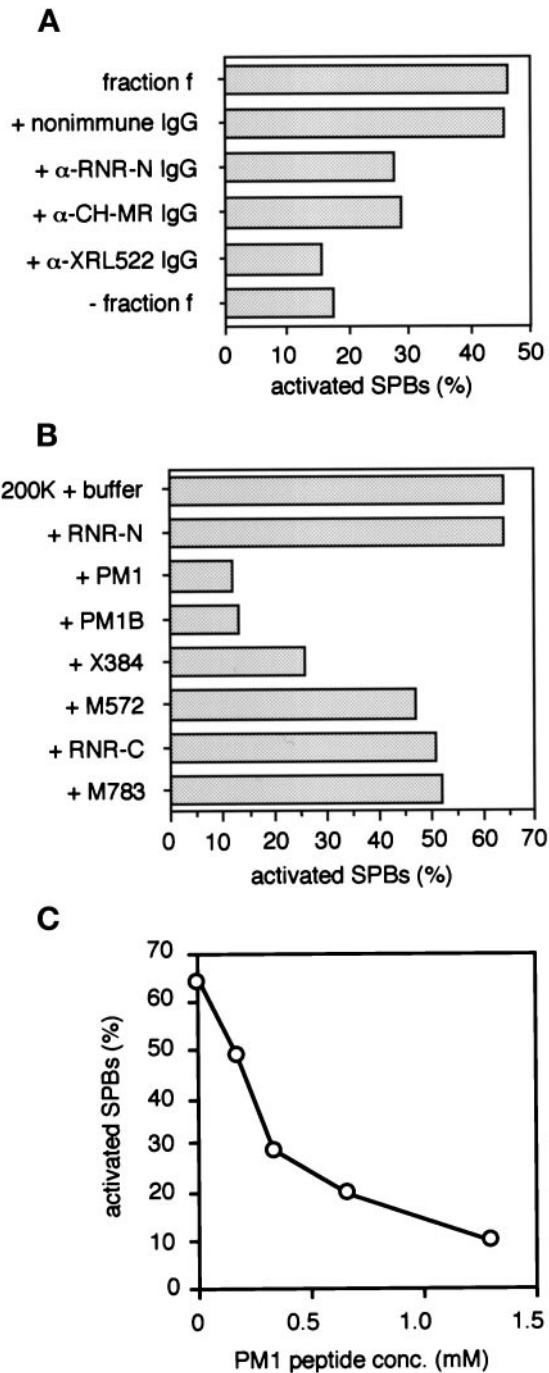 A
fraction f
+ nonimmune IgG
+ α-RNR-N IgG
+ α-CH-MR IgG
+ α-XRL522 IgG
- fraction f
0 10 20 30 40 50
activated SPBs (%)
B
200K + buffer
+ RNR-N
+ PM1
+ PM1B
+ X384
+ M572
+ RNR-C
+ M783
0 10 20 30 40 50 60 70
activated SPBs (%)
C
activated SPBs (%)
70
60
50
40
30
20
10
0
0 0.5 1.0 1.5
PM1 peptide conc. (mM)